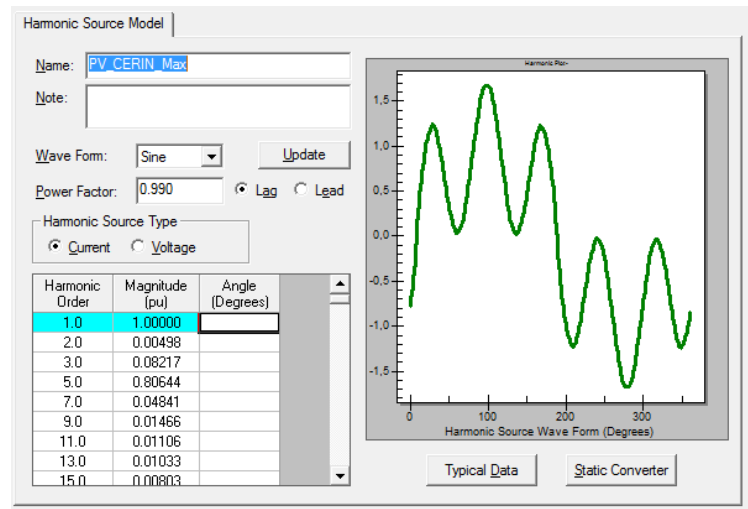 Harmonic Source Model
Name: PV_CERIN_Max
Note:
Wave Form: Sine Update
Power Factor: 0.990 Lag Lead
Harmonic Source Type
Current Voltage
Harmonic Order Magnitude (pu) Angle (Degrees)
1.0 1.00000
2.0 0.00498
3.0 0.08217
5.0 0.80644
7.0 0.04841
9.0 0.01466
11.0 0.01106
13.0 0.01033
15.0 0.00803
Harmonic Plor-
1,5
1,0
0,5
0,0
-0,5
-1,0
-1,5
0 100 200 300
Harmonic Source Wave Form (Degrees)
Typical Data Static Converter